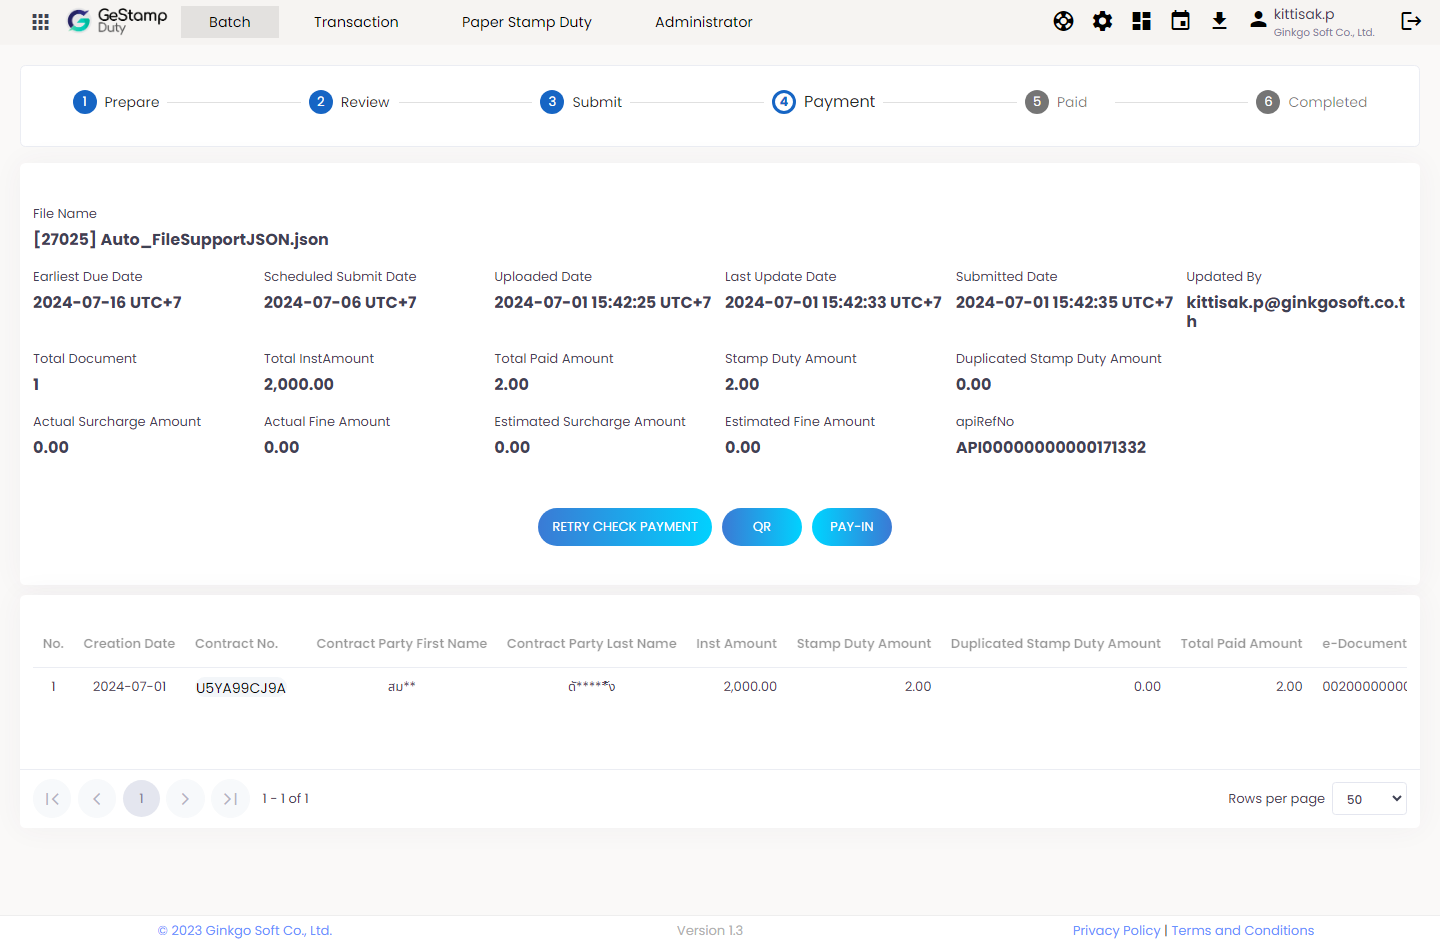 GeStamp
Duty
Batch
Transaction
Paper Stamp Duty
Administrator
kittisak.p
Ginkgo Soft Co., Ltd.
1 Prepare
2 Review
3 Submit
4 Payment
5 Paid
6 Completed
File Name
[27025] Auto_FileSupportJSON.json
Earliest Due Date Scheduled Submit Date Uploaded Date Last Update Date Submitted Date Updated By
2024-07-16 UTC+7 2024-07-06 UTC+7 2024-07-01 15:42:25 UTC+7 2024-07-01 15:42:33 UTC+7 2024-07-01 15:42:35 UTC+7 kittisak.p@ginkgosoft.co.t
h
Total Document Total InstAmount Total Paid Amount Stamp Duty Amount Duplicated Stamp Duty Amount
1 2,000.00 2.00 2.00 0.00
Actual Surcharge Amount Actual Fine Amount Estimated Surcharge Amount Estimated Fine Amount apiRefNo
0.00 0.00 0.00 0.00 API00000000000171332
RETRY CHECK PAYMENT QR PAY-IN
No. Creation Date Contract No. Contract Party First Name Contract Party Last Name Inst Amount Stamp Duty Amount Duplicated Stamp Duty Amount Total Paid Amount e-Document
1 2024-07-01 U5YA99CJ9A สม** 2,000.00 2.00 0.00 2.00
1 1 - 1 of 1 Rows per page 50
© 2023 Ginkgo Soft Co., Ltd. Version 1.3 Privacy Policy | Terms and Conditions